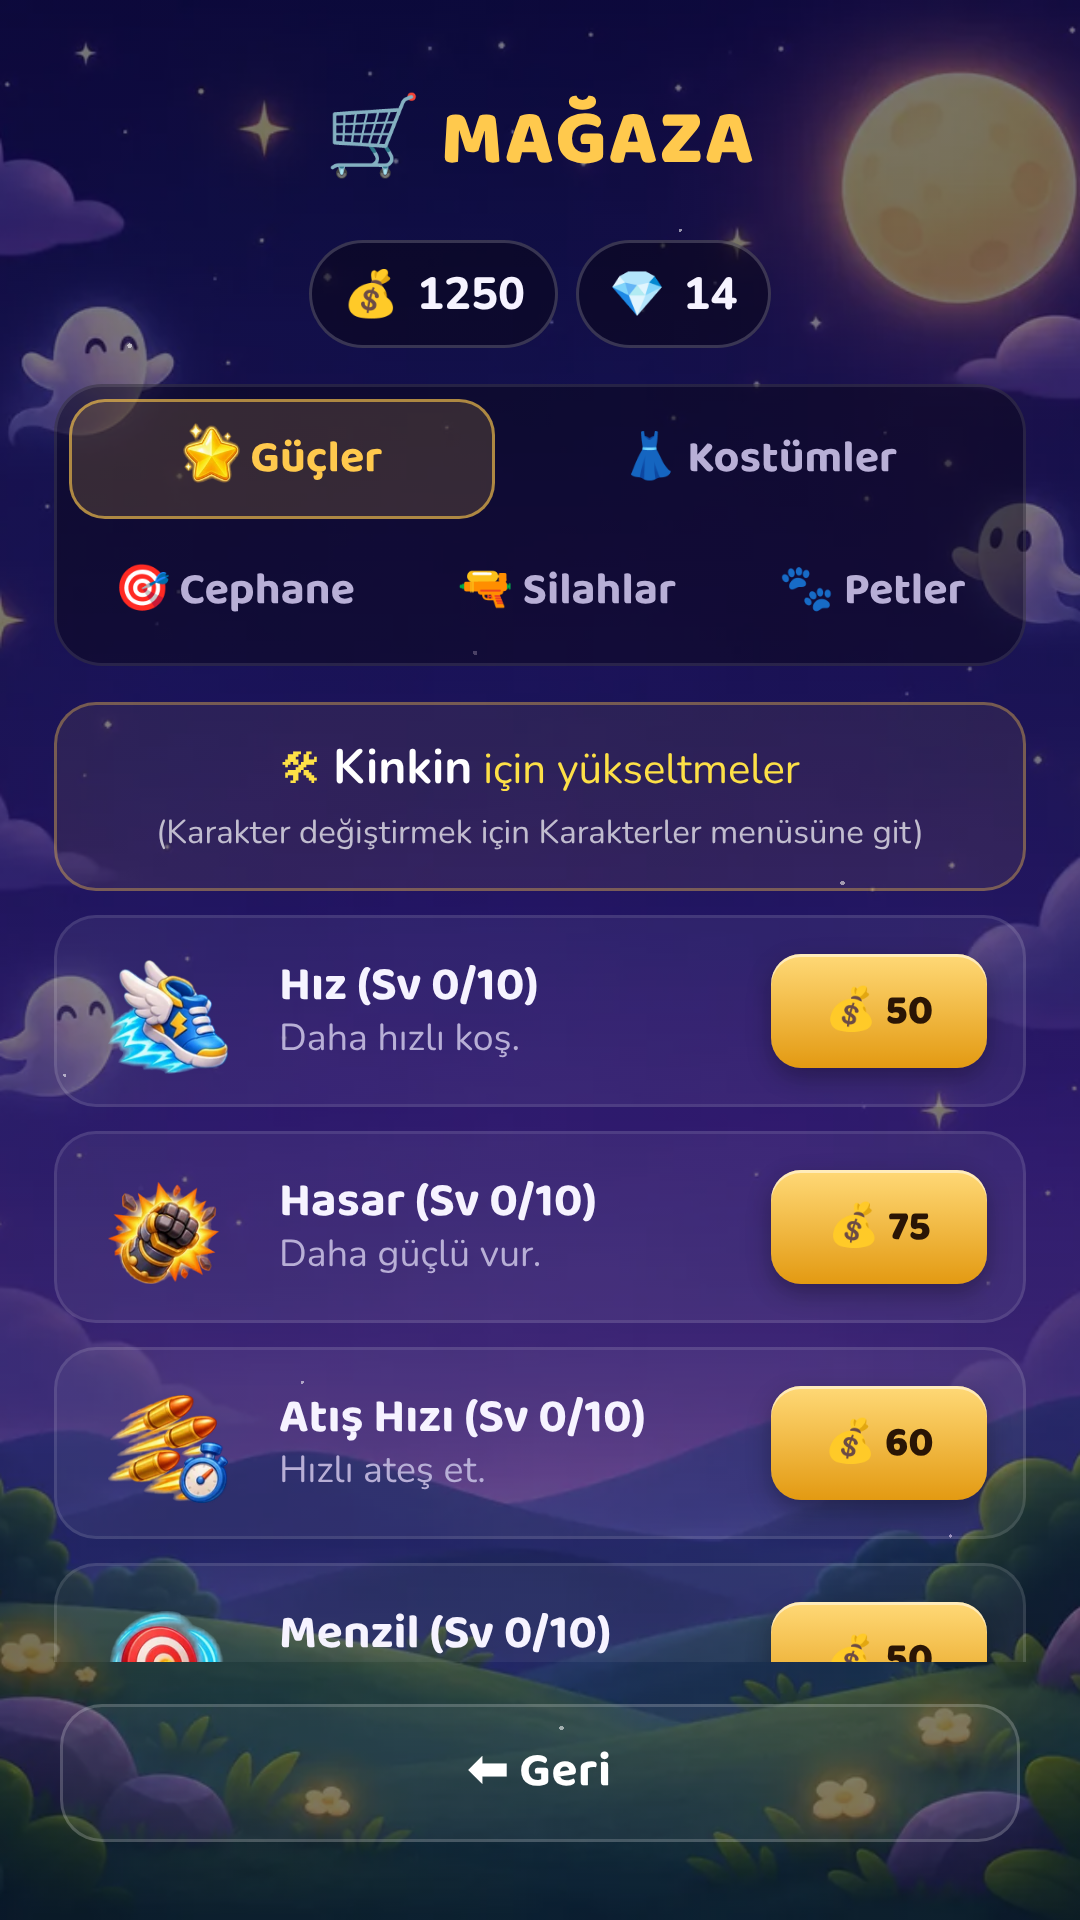 MAĞAZA
1250
14
Güçler
Kostümler
Cephane
Silahlar
Petler
Kinkin için yükseltmeler
(Karakter değiştirmek için Karakterler menüsüne git)
Hız (Sv 0/10)
Daha hızlı koş.
50
Hasar (Sv 0/10)
Daha güçlü vur.
75
Atış Hızı (Sv 0/10)
Hızlı ateş et.
60
Menzil (Sv 0/10)
50
⬅ Geri